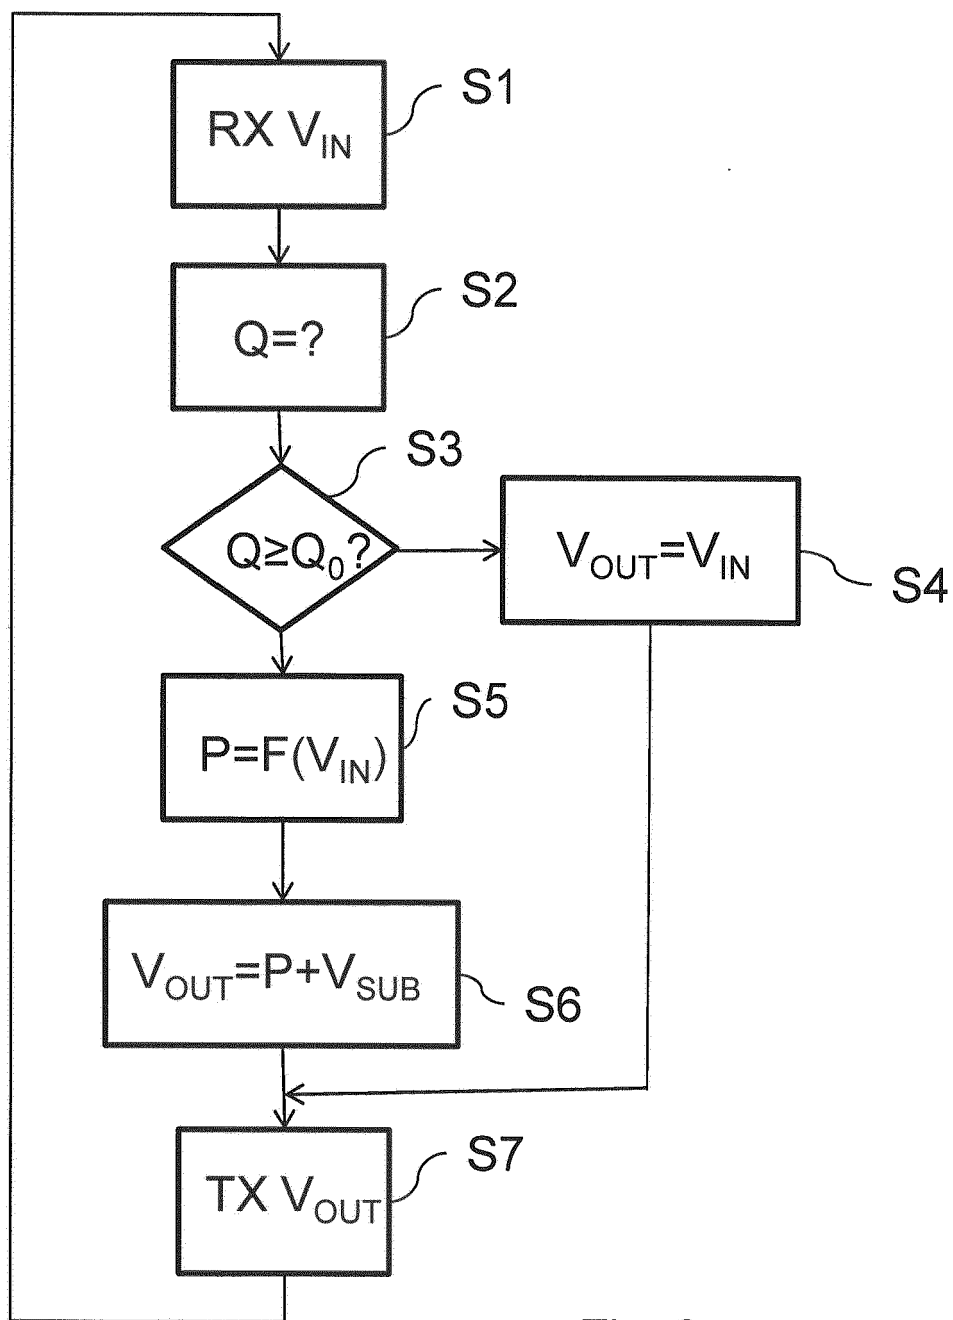 S1
RX V_IN
S2
Q=?
S3
Q≥Q_0?
V_OUT=V_IN
S4
S5
P=F(V_IN)
V_OUT=P+V_SUB
S6
S7
TX V_OUT